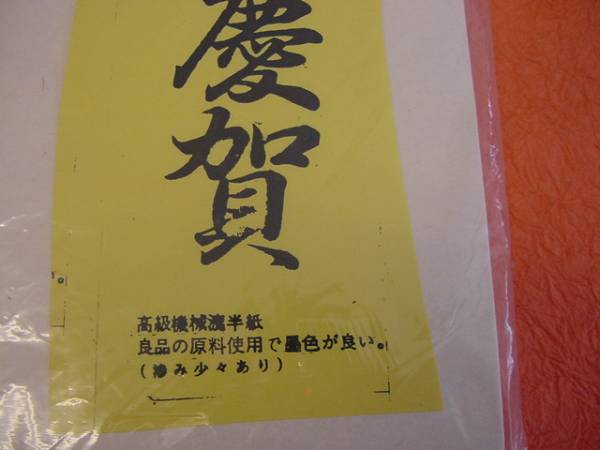 慶賀
高級機械漉半紙
良品の原料使用で墨色が良い。
(滲み少々あり)